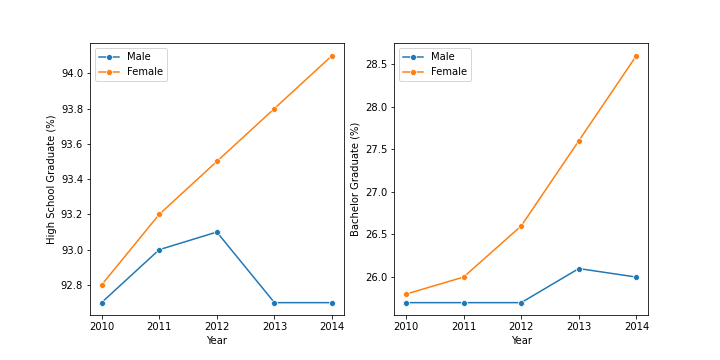 Male
Female
94.0
93.8
93.6
93.4
93.2
93.0
92.8
High School Graduate (%)
2010 2011 2012 2013 2014
Year
Male
Female
28.5
28.0
27.5
27.0
26.5
26.0
Bachelor Graduate (%)
2010 2011 2012 2013 2014
Year